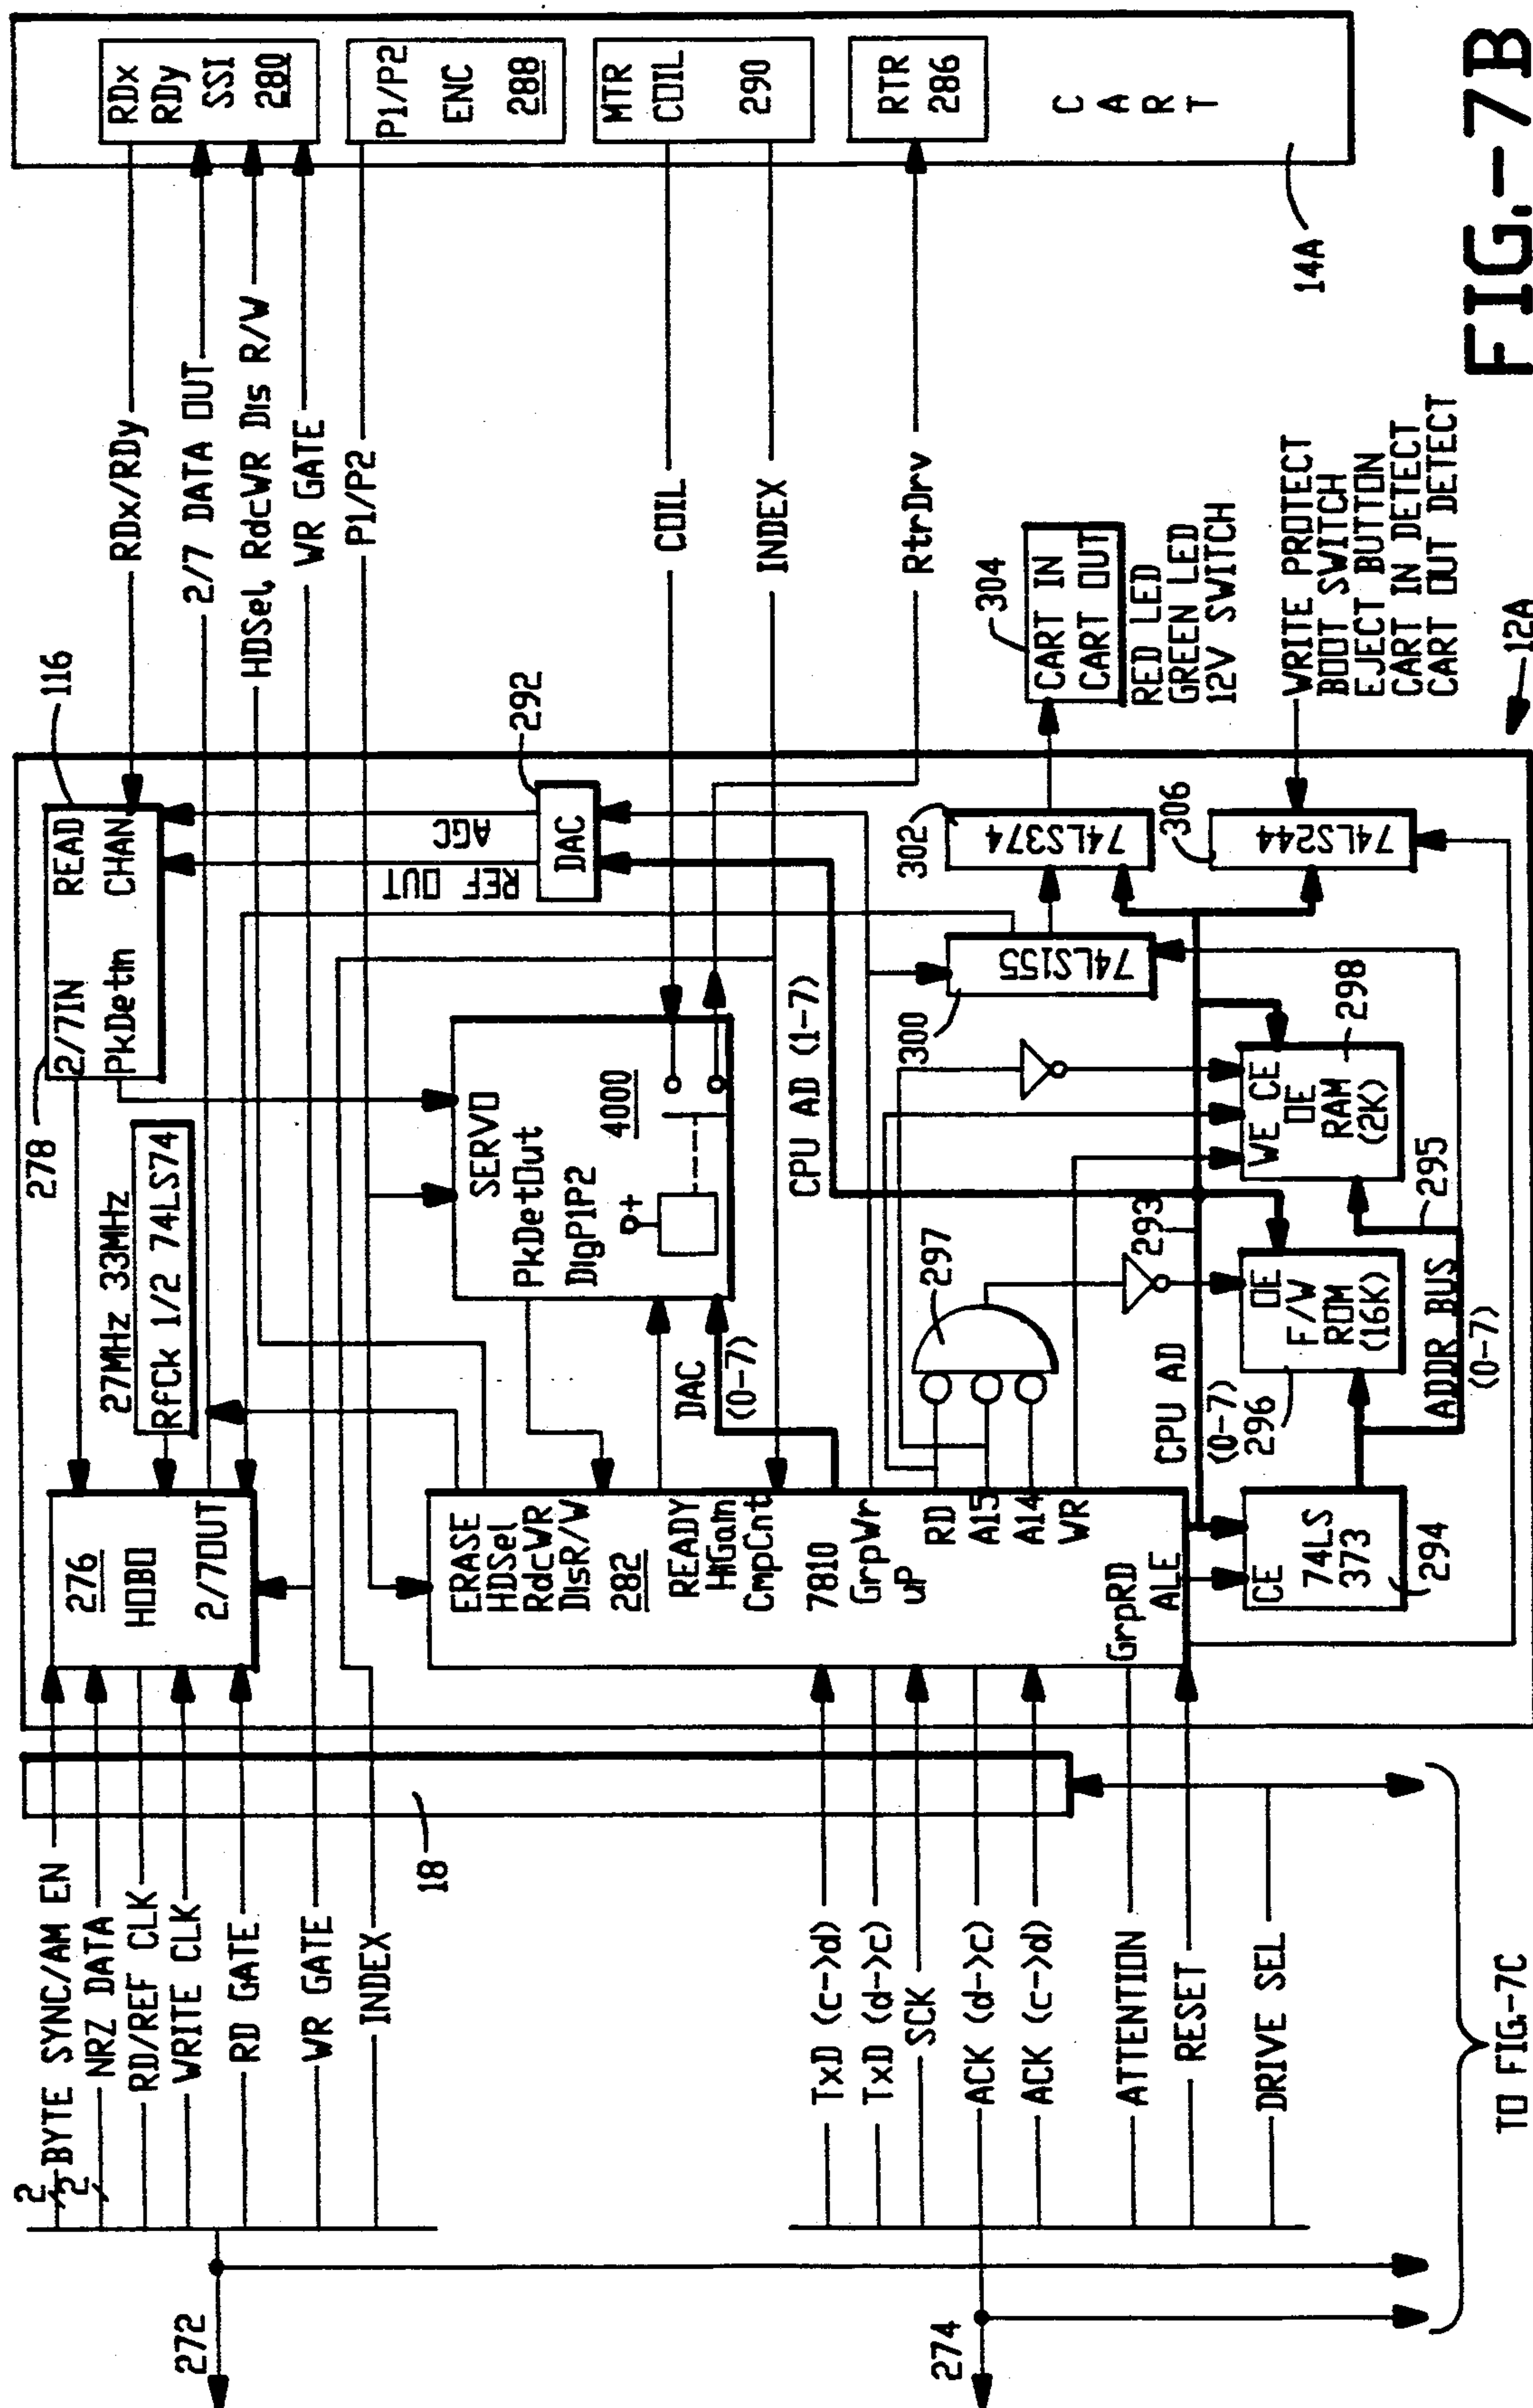 2 BYTE SYNC/AM EN
2 NRZ DATA
RD/REF CLK
WRITE CLK
RD GATE
WR GATE
INDEX
272
18
TxD (c->d)
TxD (d->c)
SCK
ACK (d->c)
ACK (c->d)
ATTENTION
RESET
DRIVE SEL
274
TO FIG.-7C
276
HDBD
2/7OUT
27MHz 33MHz
RfCk 1/2 74LS74
278
2/7IN READ
PkDetIn CHAN
116
REF OUT
AGC
DAC
292
ERASE
HDSel
RdcWR
DisR/W
282
READY
HiGain
CmpCnt
7810
GrpWr
uP
RD
A15
A14
WR
GrpRD
ALE
SERVO
PkDetOut
DigP1P2
+
4000
DAC
(0-7)
CPU AD (1-7)
297
293
CPU AD
(0-7)
CE
74LS
373
294
296
OE
F/W
ROM
(16K)
ADDR BUS
(0-7)
295
WE CE
OE
RAM
(2K)
298
300
74LS155
302
74LS374
306
74LS244
304
CART IN
CART OUT
RED LED
GREEN LED
12V SWITCH
WRITE PROTECT
BOOT SWITCH
EJECT BUTTON
CART IN DETECT
CART OUT DETECT
12A
RDx/RDy
2/7 DATA OUT
HDSel, RdcWR Dis R/W
WR GATE
P1/P2
COIL
INDEX
RtrDrv
RDx
RDy
SSI
280
P1/P2
ENC
288
MTR
COIL
290
RTR
286
CART
14A
FIG.-7B